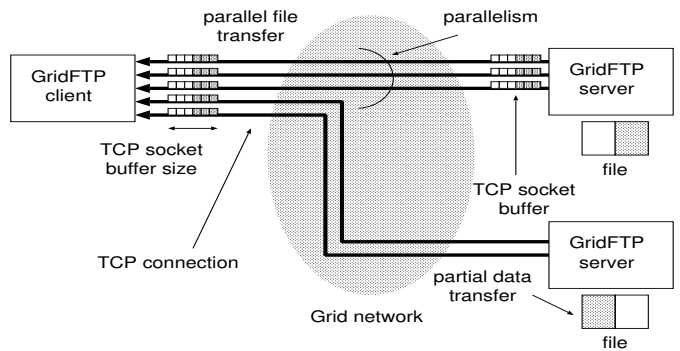 parallel file
transfer
parallelism
GridFTP
client
GridFTP
server
TCP socket
buffer size
file
TCP socket
buffer
TCP connection
GridFTP
server
partial data
transfer
Grid network
file